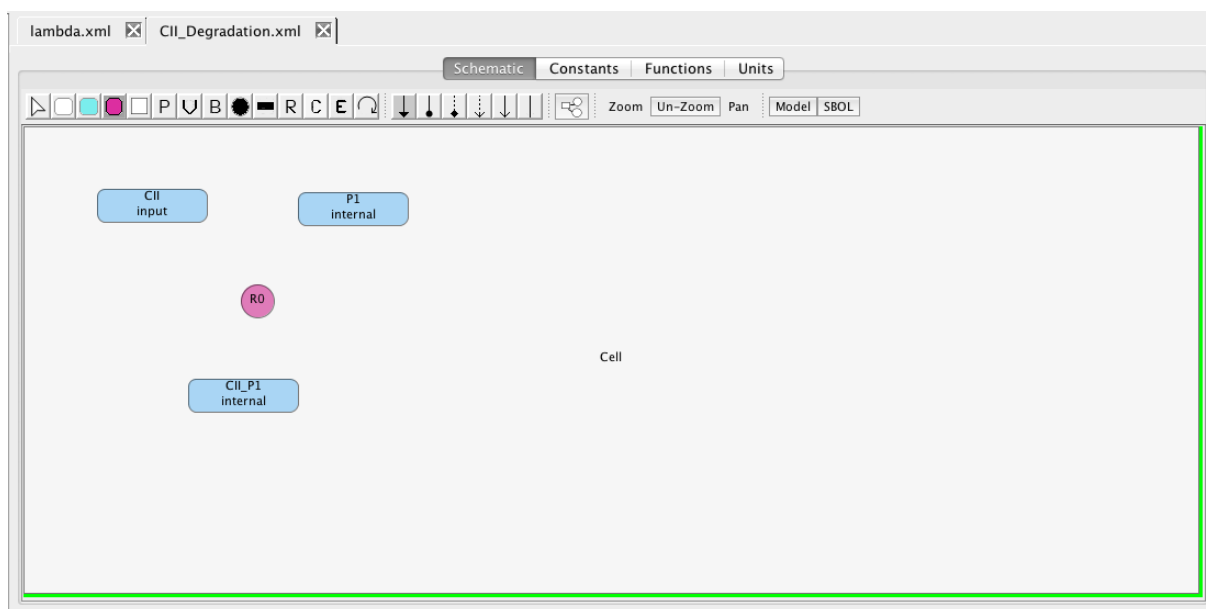 lambda.xml CII_Degradation.xml
Schematic Constants Functions Units
P V B R C E Zoom Un-Zoom Pan Model SBOL
CII
input
P1
internal
R0
Cell
CII_P1
internal